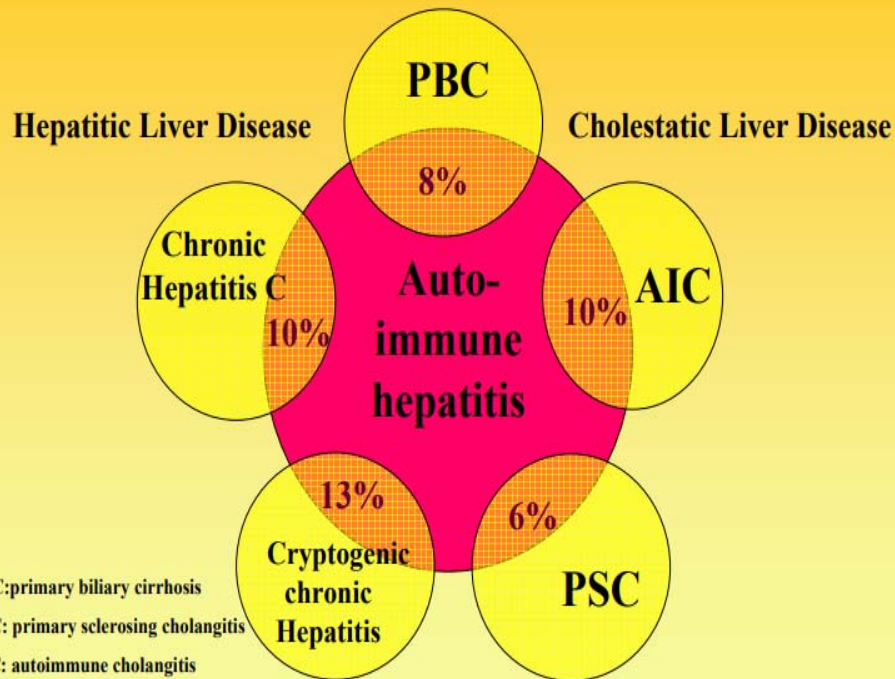 PBC
Hepatitic Liver Disease
Cholestatic Liver Disease
8%
Chronic
Hepatitis C
10%
Auto-
immune
hepatitis
AIC
10%
13%
Cryptogenic
chronic
Hepatitis
6%
PSC
C:primary biliary cirrhosis
: primary sclerosing cholangitis
: autoimmune cholangitis